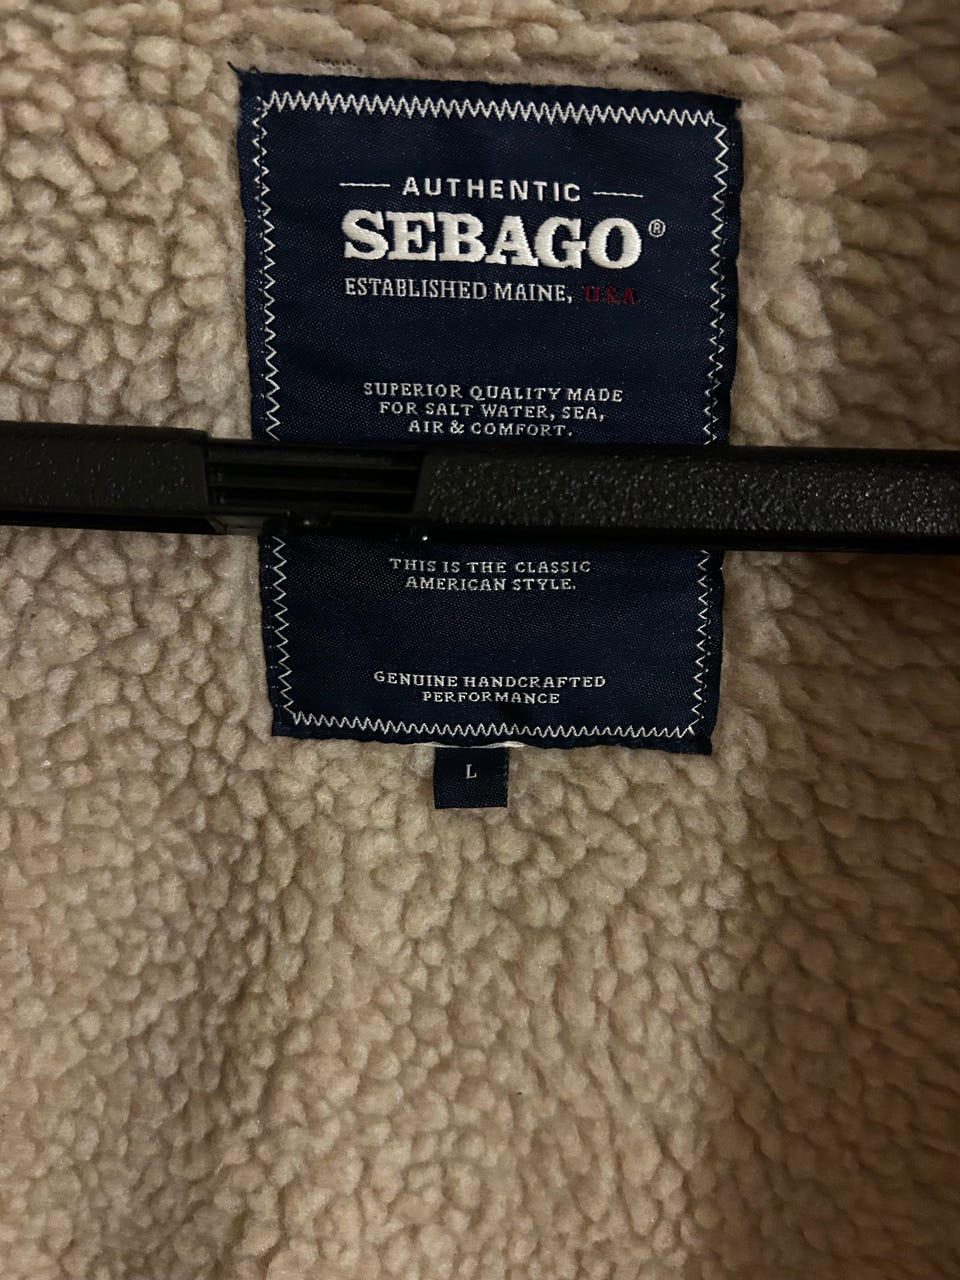 AUTHENTIC
SEBAGO®
ESTABLISHED MAINE, U.S.A.
SUPERIOR QUALITY MADE
FOR SALT WATER, SEA,
AIR & COMFORT.
THIS IS THE CLASSIC
AMERICAN STYLE.
GENUINE HANDCRAFTED
PERFORMANCE
L